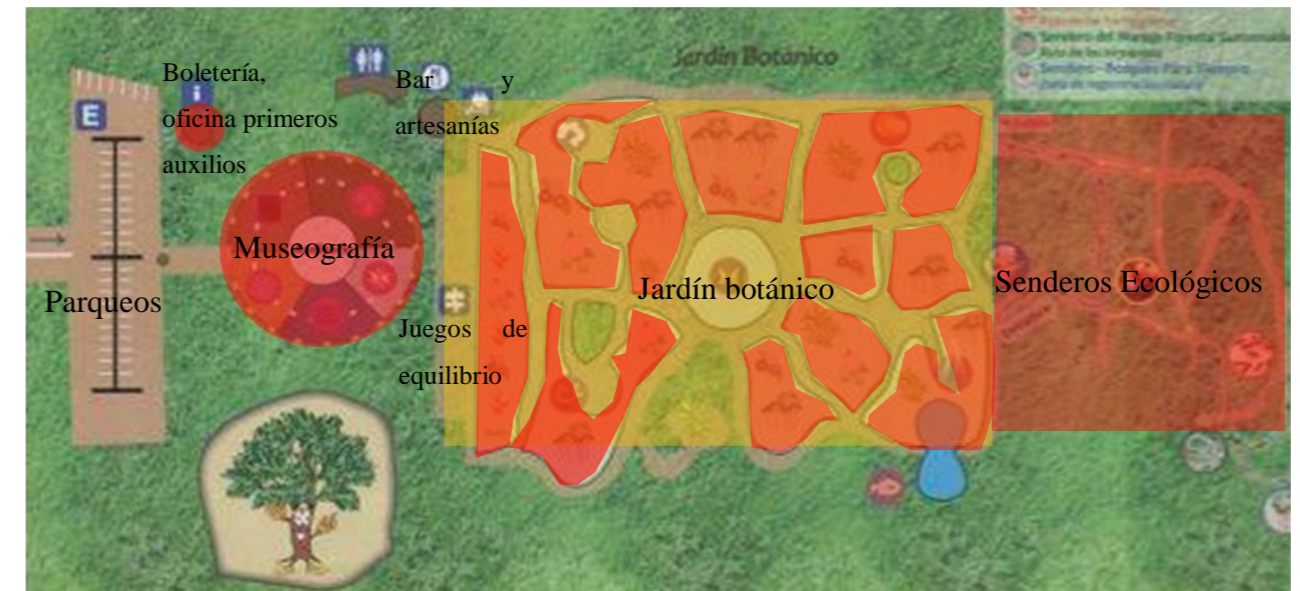 Jardín Botánico
Boletería,
oficina primeros
auxilios
Bar y
artesanías
E
i
Museografía
Parqueos
Juegos de
equilibrio
Jardín botánico
Senderos Ecológicos